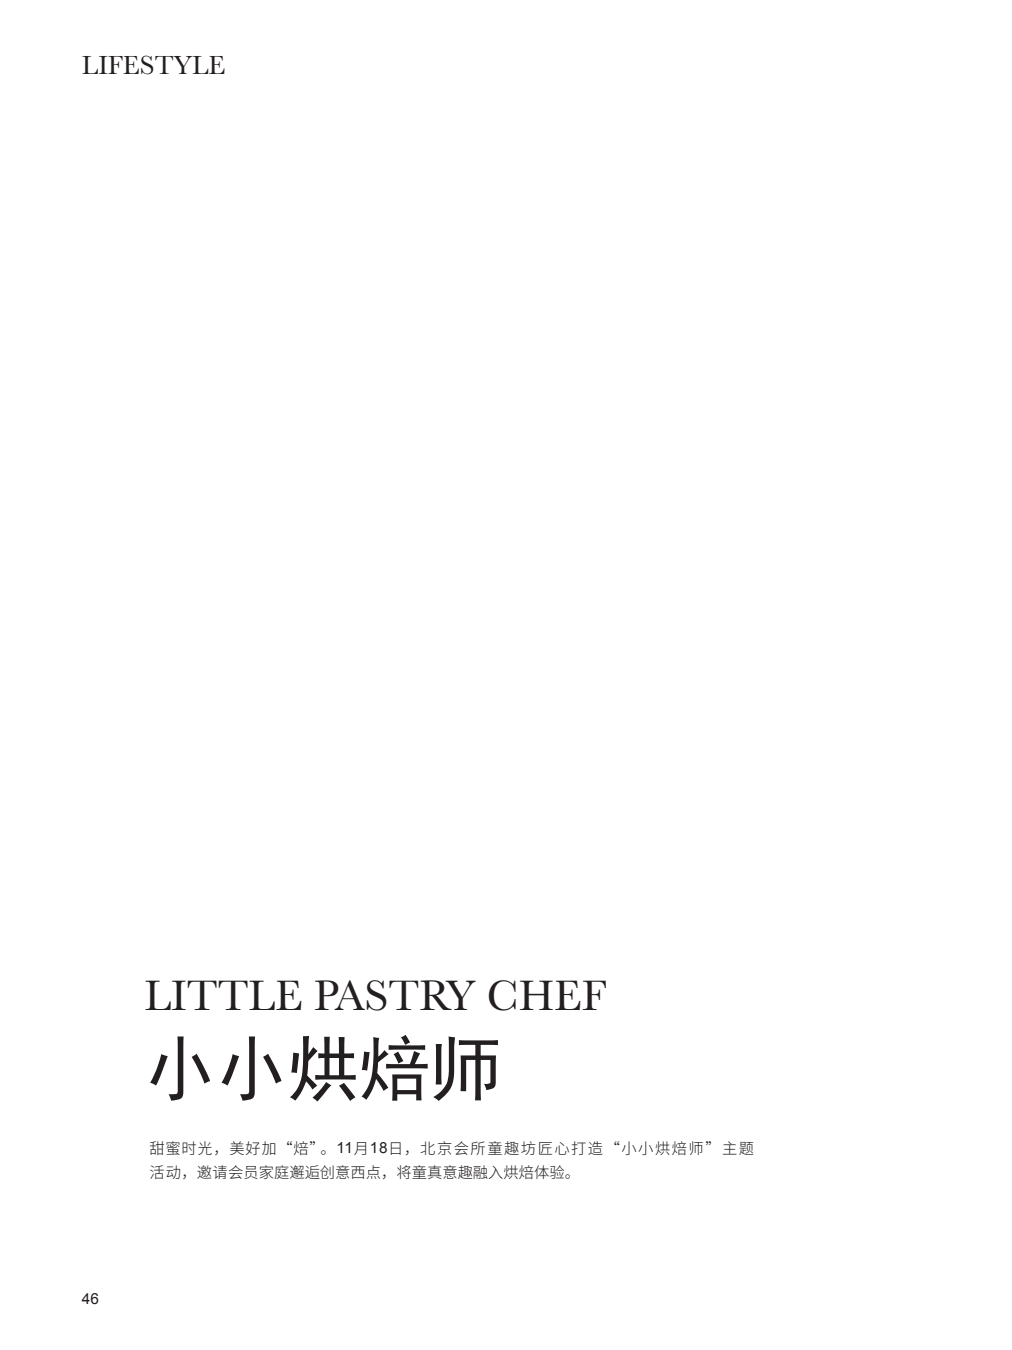 LIFESTYLE
LITTLE PASTRY CHEF
小小烘焙师
甜蜜时光，美好加“焙”。11月18日，北京会所童趣坊匠心打造“小小烘焙师”主题
活动，邀请会员家庭邂逅创意西点，将童真意趣融入烘焙体验。
46